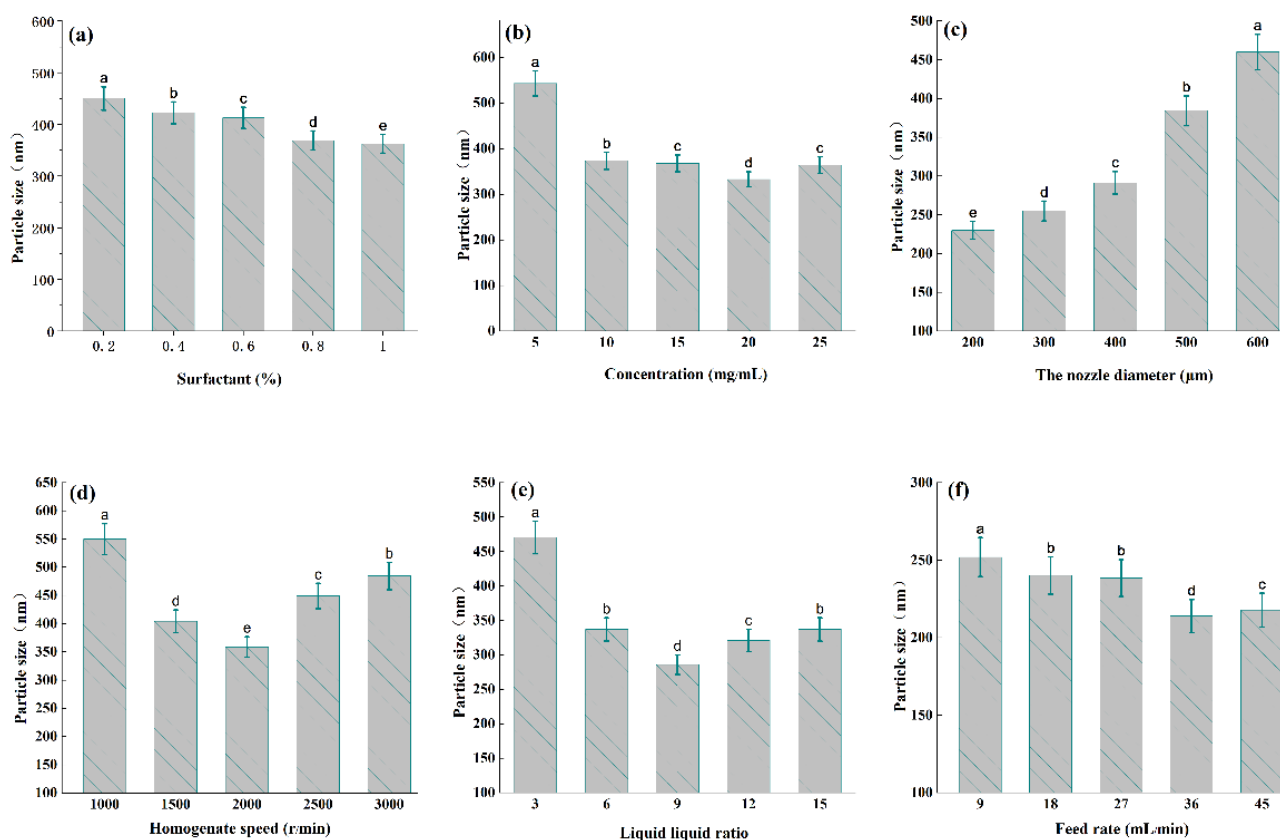 (a)
Particle size（nm）
600
500
400
300
200
100
0
a
b
c
d
e
0.2 0.4 0.6 0.8 1
Surfactant (%)
(b)
Particle size（nm）
600
500
400
300
200
100
0
a
b
c
d
c
5 10 15 20 25
Concentration (mg/mL)
(c)
Particle size（nm）
450
400
350
300
250
200
150
100
e
d
c
b
a
200 300 400 500 600
The nozzle diameter (μm)
(d)
Particle size（nm）
650
600
550
500
450
400
350
300
250
200
150
100
a
d
e
c
b
1000 1500 2000 2500 3000
Homogenate speed (r/min)
(e)
Particle size（nm）
550
500
450
400
350
300
250
200
150
100
a
b
d
c
b
3 6 9 12 15
Liquid liquid ratio
(f)
Particle size（nm）
300
250
200
150
100
a
b
b
d
c
9 18 27 36 45
Feed rate (mL/min)